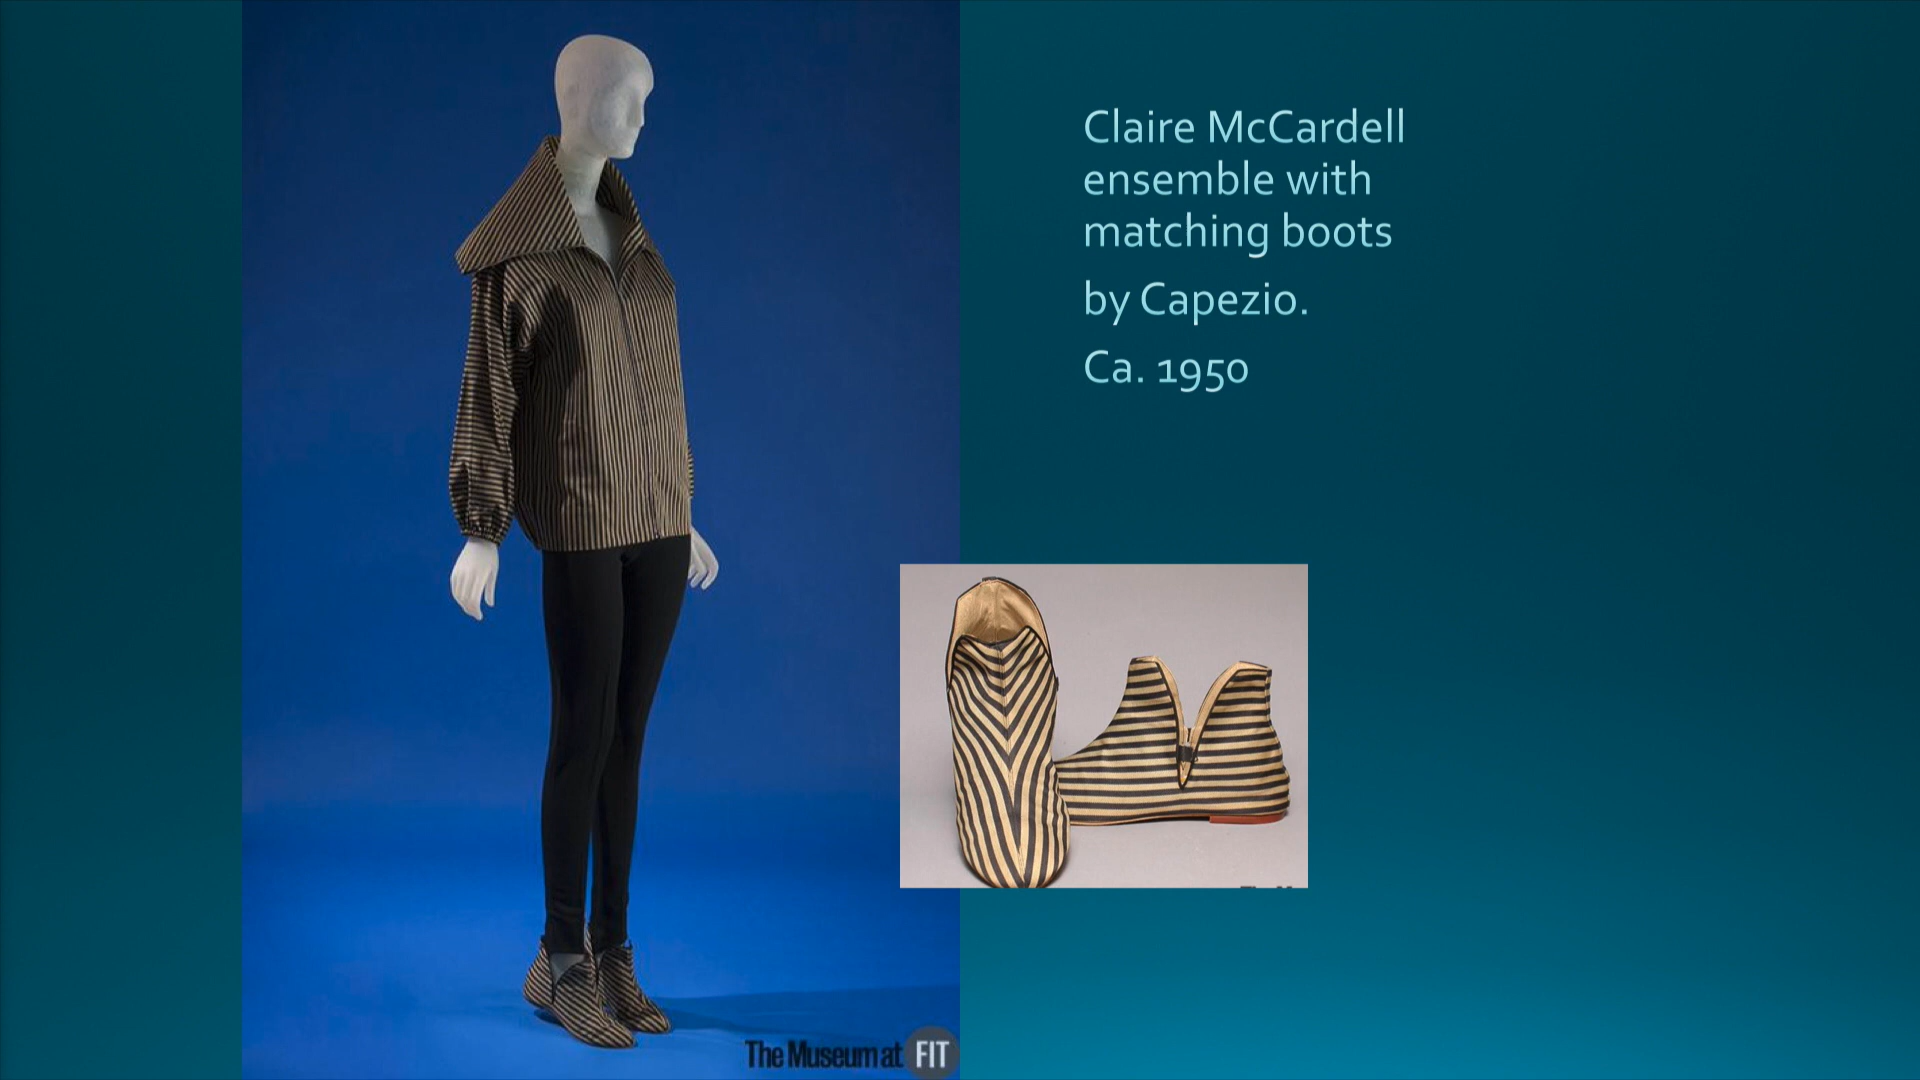 Claire McCardell
ensemble with
matching boots
by Capezio.
Ca. 1950
The Museum at FIT